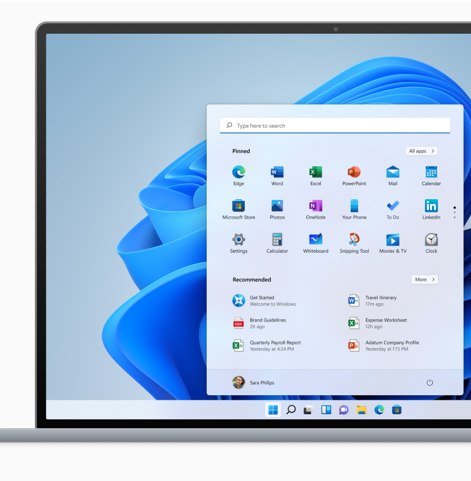 Type here to search
Pinned
All apps
Edge
Word
Excel
PowerPoint
Mail
Calendar
Microsoft Store
Photos
OneNote
Your Phone
To Do
LinkedIn
Settings
Calculator
Whiteboard
Snipping Tool
Movies & TV
Clock
Recommended
More
Get Started
Welcome to Windows
Travel Itinerary
17m ago
Brand Guidelines
2h ago
Expense Worksheet
12h ago
Quarterly Payroll Report
Yesterday at 4:24 PM
Adatum Company Profile
Yesterday at 1:15 PM
Sara Philips